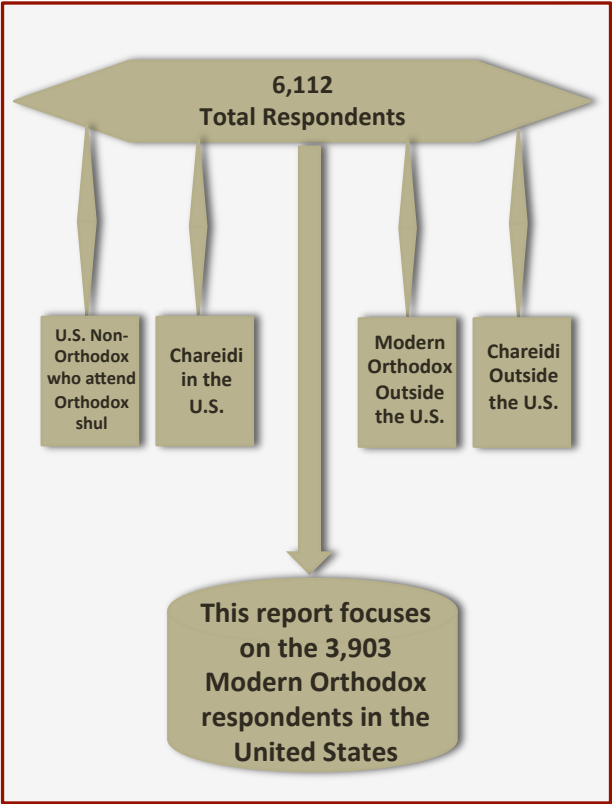 6,112
Total Respondents
U.S. Non-
Orthodox
who attend
Orthodox
shul
Chareidi
in the
U.S.
Modern
Orthodox
Outside
the U.S.
Chareidi
Outside
the U.S.
This report focuses
on the 3,903
Modern Orthodox
respondents in the
United States